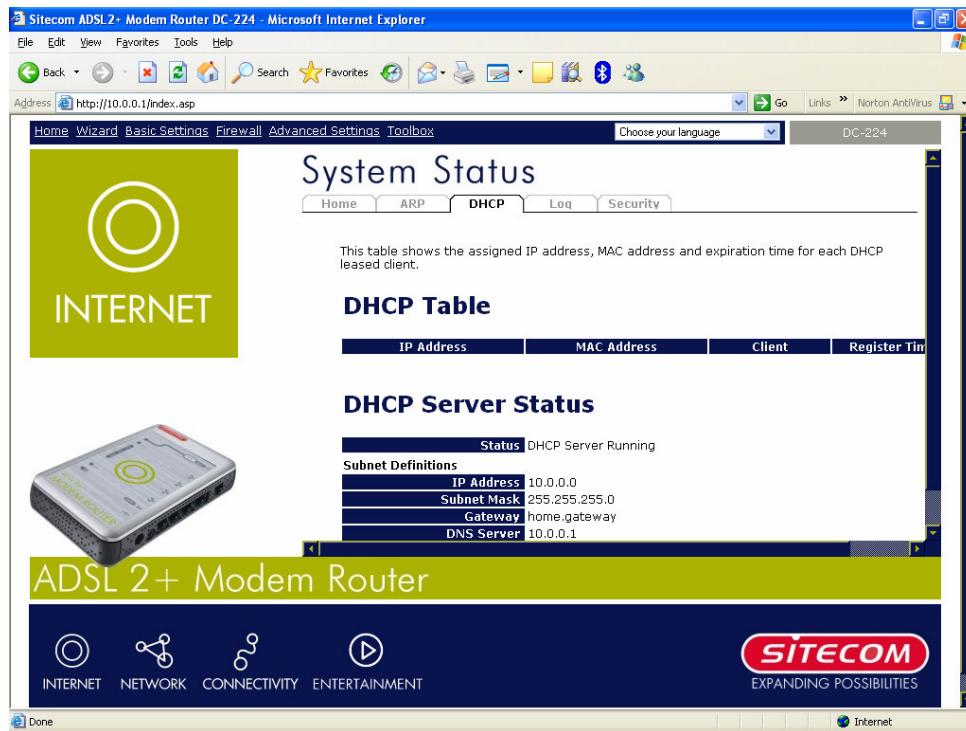 Sitecom ADSL2+ Modem Router DC-224 - Microsoft Internet Explorer
File Edit View Favorites Tools Help
Back Search Favorites
Address http://10.0.0.1/index.asp Go Links » Norton AntiVirus
Home Wizard Basic Settings Firewall Advanced Settings Toolbox Choose your language DC-224
System Status
Home ARP DHCP Log Security
This table shows the assigned IP address, MAC address and expiration time for each DHCP
leased client.
INTERNET
DHCP Table
IP Address MAC Address Client Register Tim
DHCP Server Status
Status DHCP Server Running
Subnet Definitions
IP Address 10.0.0.0
Subnet Mask 255.255.255.0
Gateway home.gateway
DNS Server 10.0.0.1
MODEM ROUTER
ADSL 2+ Modem Router
INTERNET NETWORK CONNECTIVITY ENTERTAINMENT
SITECOM
EXPANDING POSSIBILITIES
Done Internet